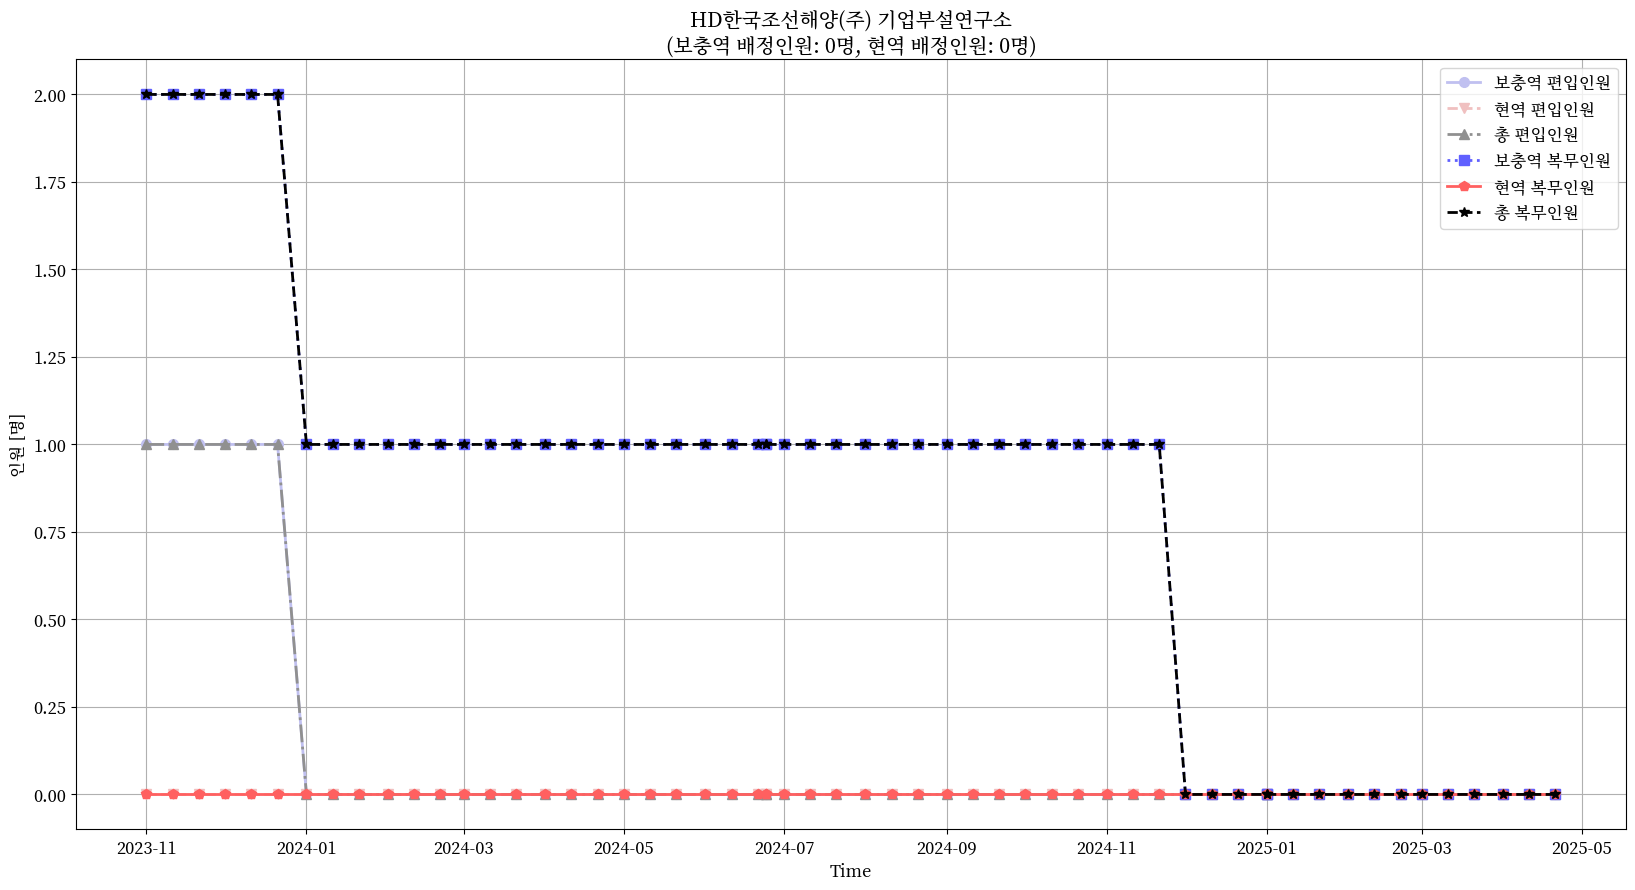 HD한국조선해양(주) 기업부설연구소
(보충역 배정인원: 0명, 현역 배정인원: 0명)
보충역 편입인원
현역 편입인원
총 편입인원
보충역 복무인원
현역 복무인원
총 복무인원
2.00
1.75
1.50
1.25
1.00
0.75
0.50
0.25
0.00
인원 [명]
2023-11
2024-01
2024-03
2024-05
2024-07
2024-09
2024-11
2025-01
2025-03
2025-05
Time